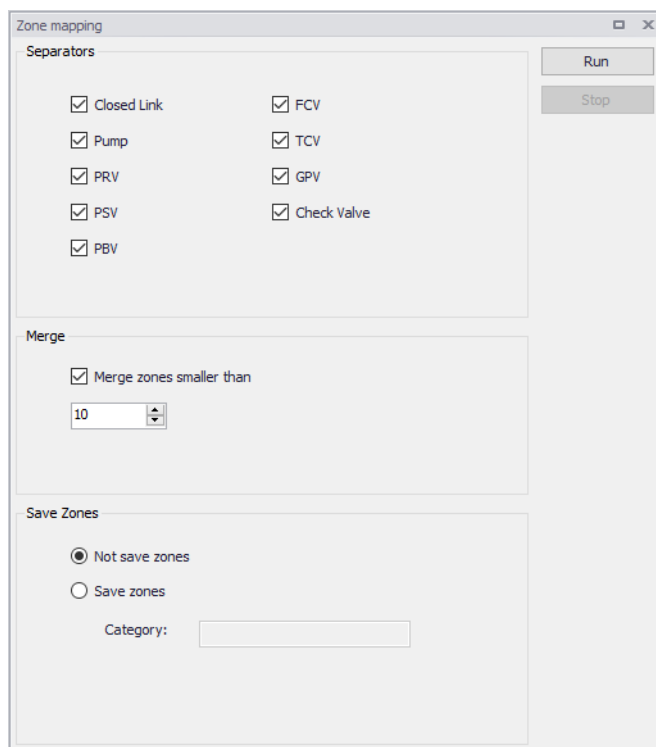 Zone mapping
Separators
Run
Closed Link
FCV
Stop
Pump
TCV
PRV
GPV
PSV
Check Valve
PBV
Merge
Merge zones smaller than
10
Save Zones
Not save zones
Save zones
Category: